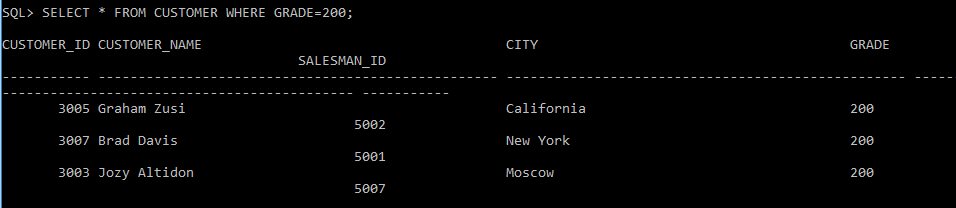 SQL> SELECT * FROM CUSTOMER WHERE GRADE=200;
CUSTOMER_ID CUSTOMER_NAME CITY GRADE
SALESMAN_ID
----------- -------------------------------------------------- -------------------------------------------------- -----
-------------------------------------------- -----------
3005 Graham Zusi California 200
5002
3007 Brad Davis New York 200
5001
3003 Jozy Altidon Moscow 200
5007